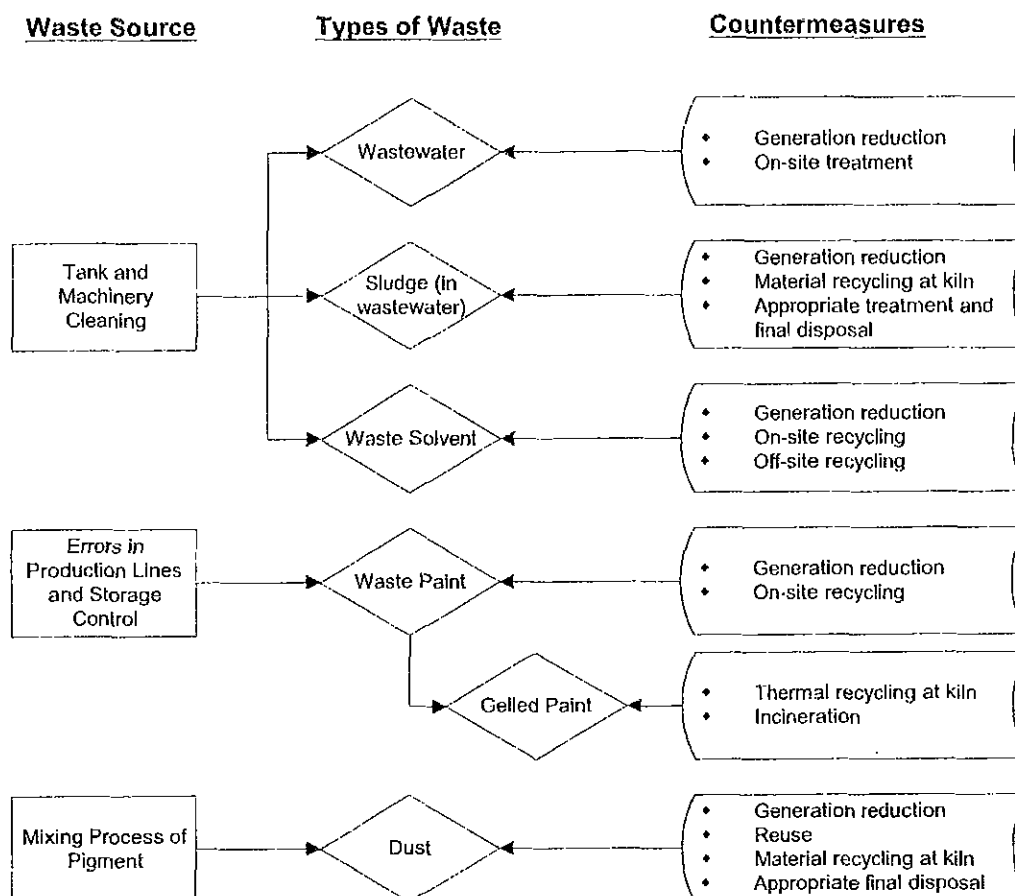 Waste Source
Types of Waste
Countermeasures
Wastewater
Generation reduction
On-site treatment
Tank and
Machinery
Cleaning
Sludge (in
wastewater)
Generation reduction
Material recycling at kiln
Appropriate treatment and
final disposal
Waste Solvent
Generation reduction
On-site recycling
Off-site recycling
Errors in
Production Lines
and Storage
Control
Waste Paint
Generation reduction
On-site recycling
Gelled Paint
Thermal recycling at kiln
Incineration
Mixing Process of
Pigment
Dust
Generation reduction
Reuse
Material recycling at kiln
Appropriate final disposal